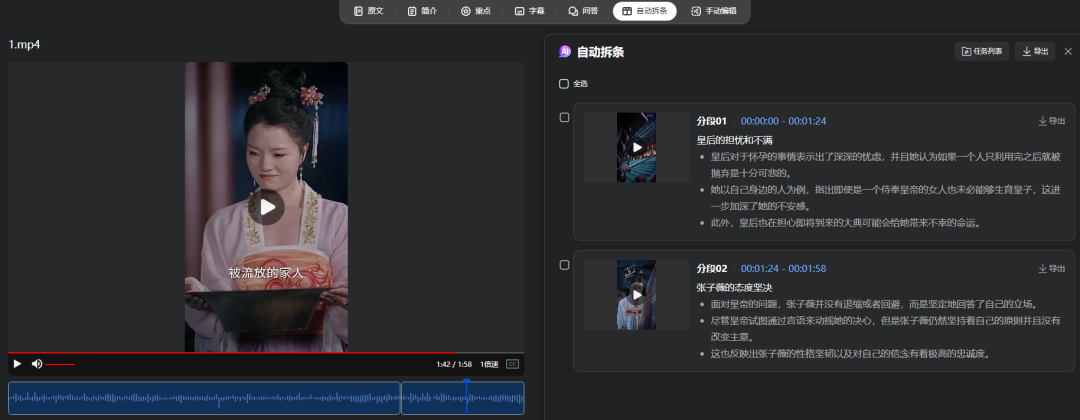 原文
简介
重点
字幕
问答
自动拆条
手动编辑
1.mp4
被流放的家人
1:42 / 1:58
1倍速
CC
AI 自动拆条
任务列表
导出
全选
分段01
00:00:00 - 00:01:24
导出
皇后的担忧和不满
皇后对于怀孕的事情表示出了深深的忧虑，并且她认为如果一个人只利用完之后就被
抛弃是十分可悲的。
她以自己身边的人为例，指出即便是一个侍奉皇帝的女人也未必能够生育皇子，这进
一步加深了她的不安感。
此外，皇后也在担心即将到来的大典可能会给她带来不幸的命运。
分段02
00:01:24 - 00:01:58
导出
张子薇的态度坚决
面对皇帝的问题，张子薇并没有退缩或者回避，而是坚定地回答了自己的立场。
尽管皇帝试图通过言语来动摇她的决心，但是张子薇仍然坚持着自己的原则并且没有
改变主意。
这也反映出张子薇的性格坚韧以及对自己的信念有着极高的忠诚度。